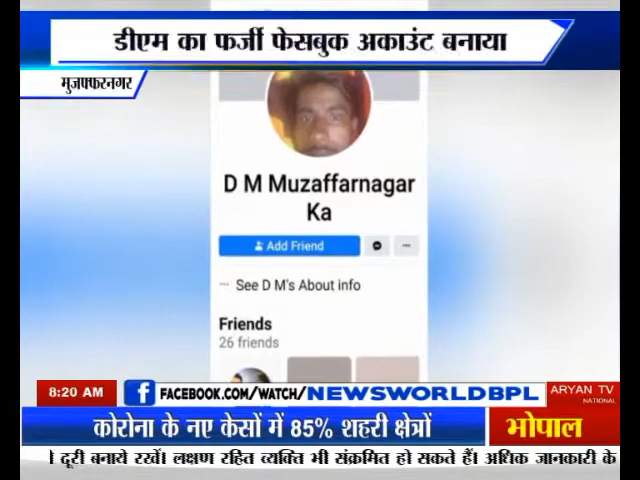 डीएम का फर्जी फेसबुक अकाउंट बनाया
मुजफ्फरनगर
D M Muzaffarnagar
Ka
Add Friend
See D M's About info
Friends
26 friends
8:20 AM
FACEBOOK.COM/WATCH/NEWSWORLDBPL
ARYAN TV
NATIONAL
कोरोना के नए केसों में 85% शहरी क्षेत्रों
भोपाल
दूरी बनाये रखें। लक्षण रहित व्यक्ति भी संक्रमित हो सकते हैं। अधिक जानकारी के